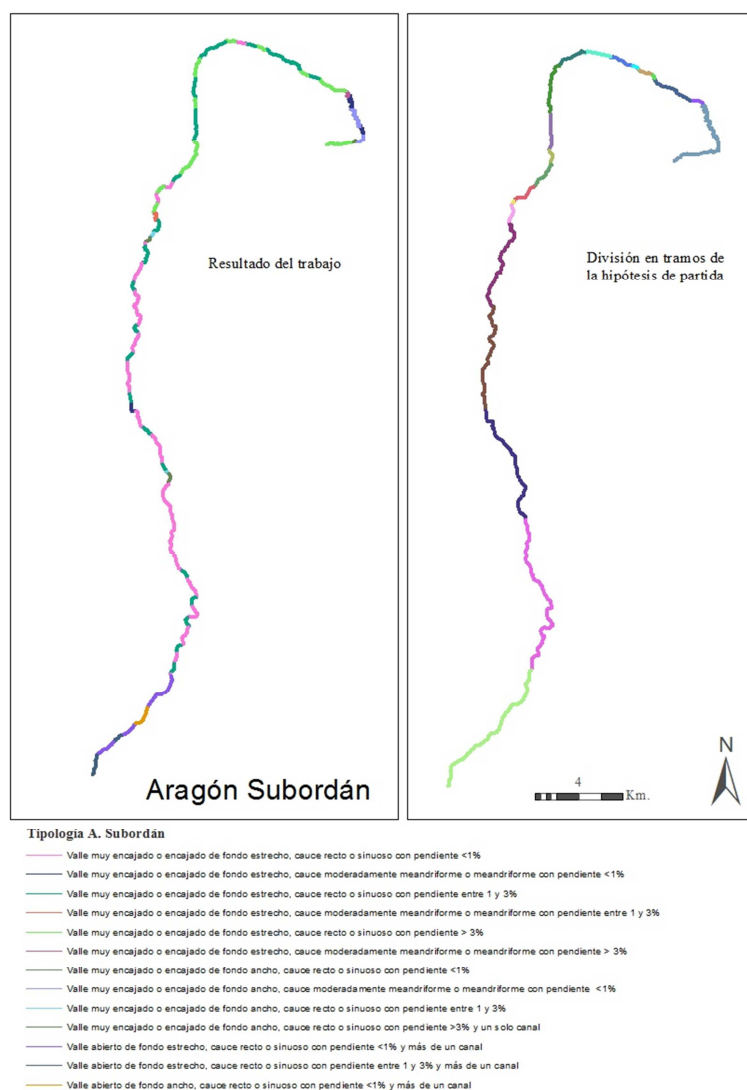 Resultado del trabajo
División en tramos de
la hipótesis de partida
Aragón Subordán
4
Km.
N
Tipología A. Subordán
Valle muy encajado o encajado de fondo estrecho, cauce recto o sinuoso con pendiente <1%
Valle muy encajado o encajado de fondo estrecho, cauce moderadamente meandriforme o meandriforme con pendiente <1%
Valle muy encajado o encajado de fondo estrecho, cauce recto o sinuoso con pendiente entre 1 y 3%
Valle muy encajado o encajado de fondo estrecho, cauce moderadamente meandriforme o meandriforme con pendiente entre 1 y 3%
Valle muy encajado o encajado de fondo estrecho, cauce recto o sinuoso con pendiente > 3%
Valle muy encajado o encajado de fondo estrecho, cauce moderadamente meandriforme o meandriforme con pendiente > 3%
Valle muy encajado o encajado de fondo ancho, cauce recto o sinuoso con pendiente <1%
Valle muy encajado o encajado de fondo ancho, cauce moderadamente meandriforme o meandriforme con pendiente <1%
Valle muy encajado o encajado de fondo ancho, cauce recto o sinuoso con pendiente entre 1 y 3%
Valle muy encajado o encajado de fondo ancho, cauce recto o sinuoso con pendiente >3% y un solo canal
Valle abierto de fondo estrecho, cauce recto o sinuoso con pendiente <1% y más de un canal
Valle abierto de fondo estrecho, cauce recto o sinuoso con pendiente entre 1 y 3% y más de un canal
Valle abierto de fondo ancho, cauce recto o sinuoso con pendiente <1% y más de un canal